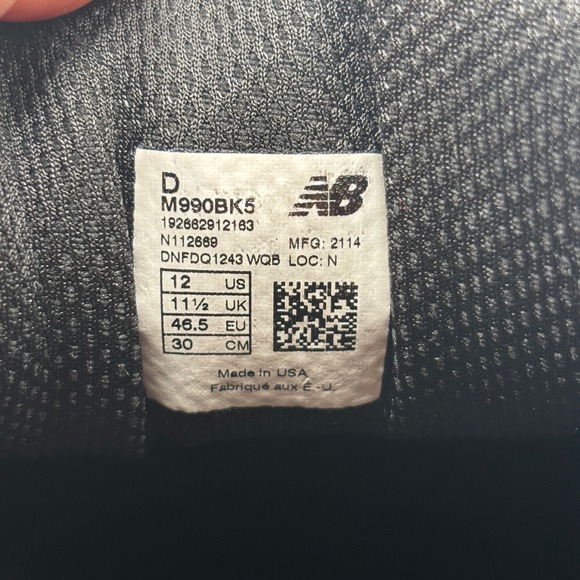 D
M990BK5
NB
192662912163
N112669
MFG: 2114
DNFDQ1243 WQB LOC: N
12 US
11½ UK
46.5 EU
30 CM
Made in USA
Fabriqué aux É.-U.